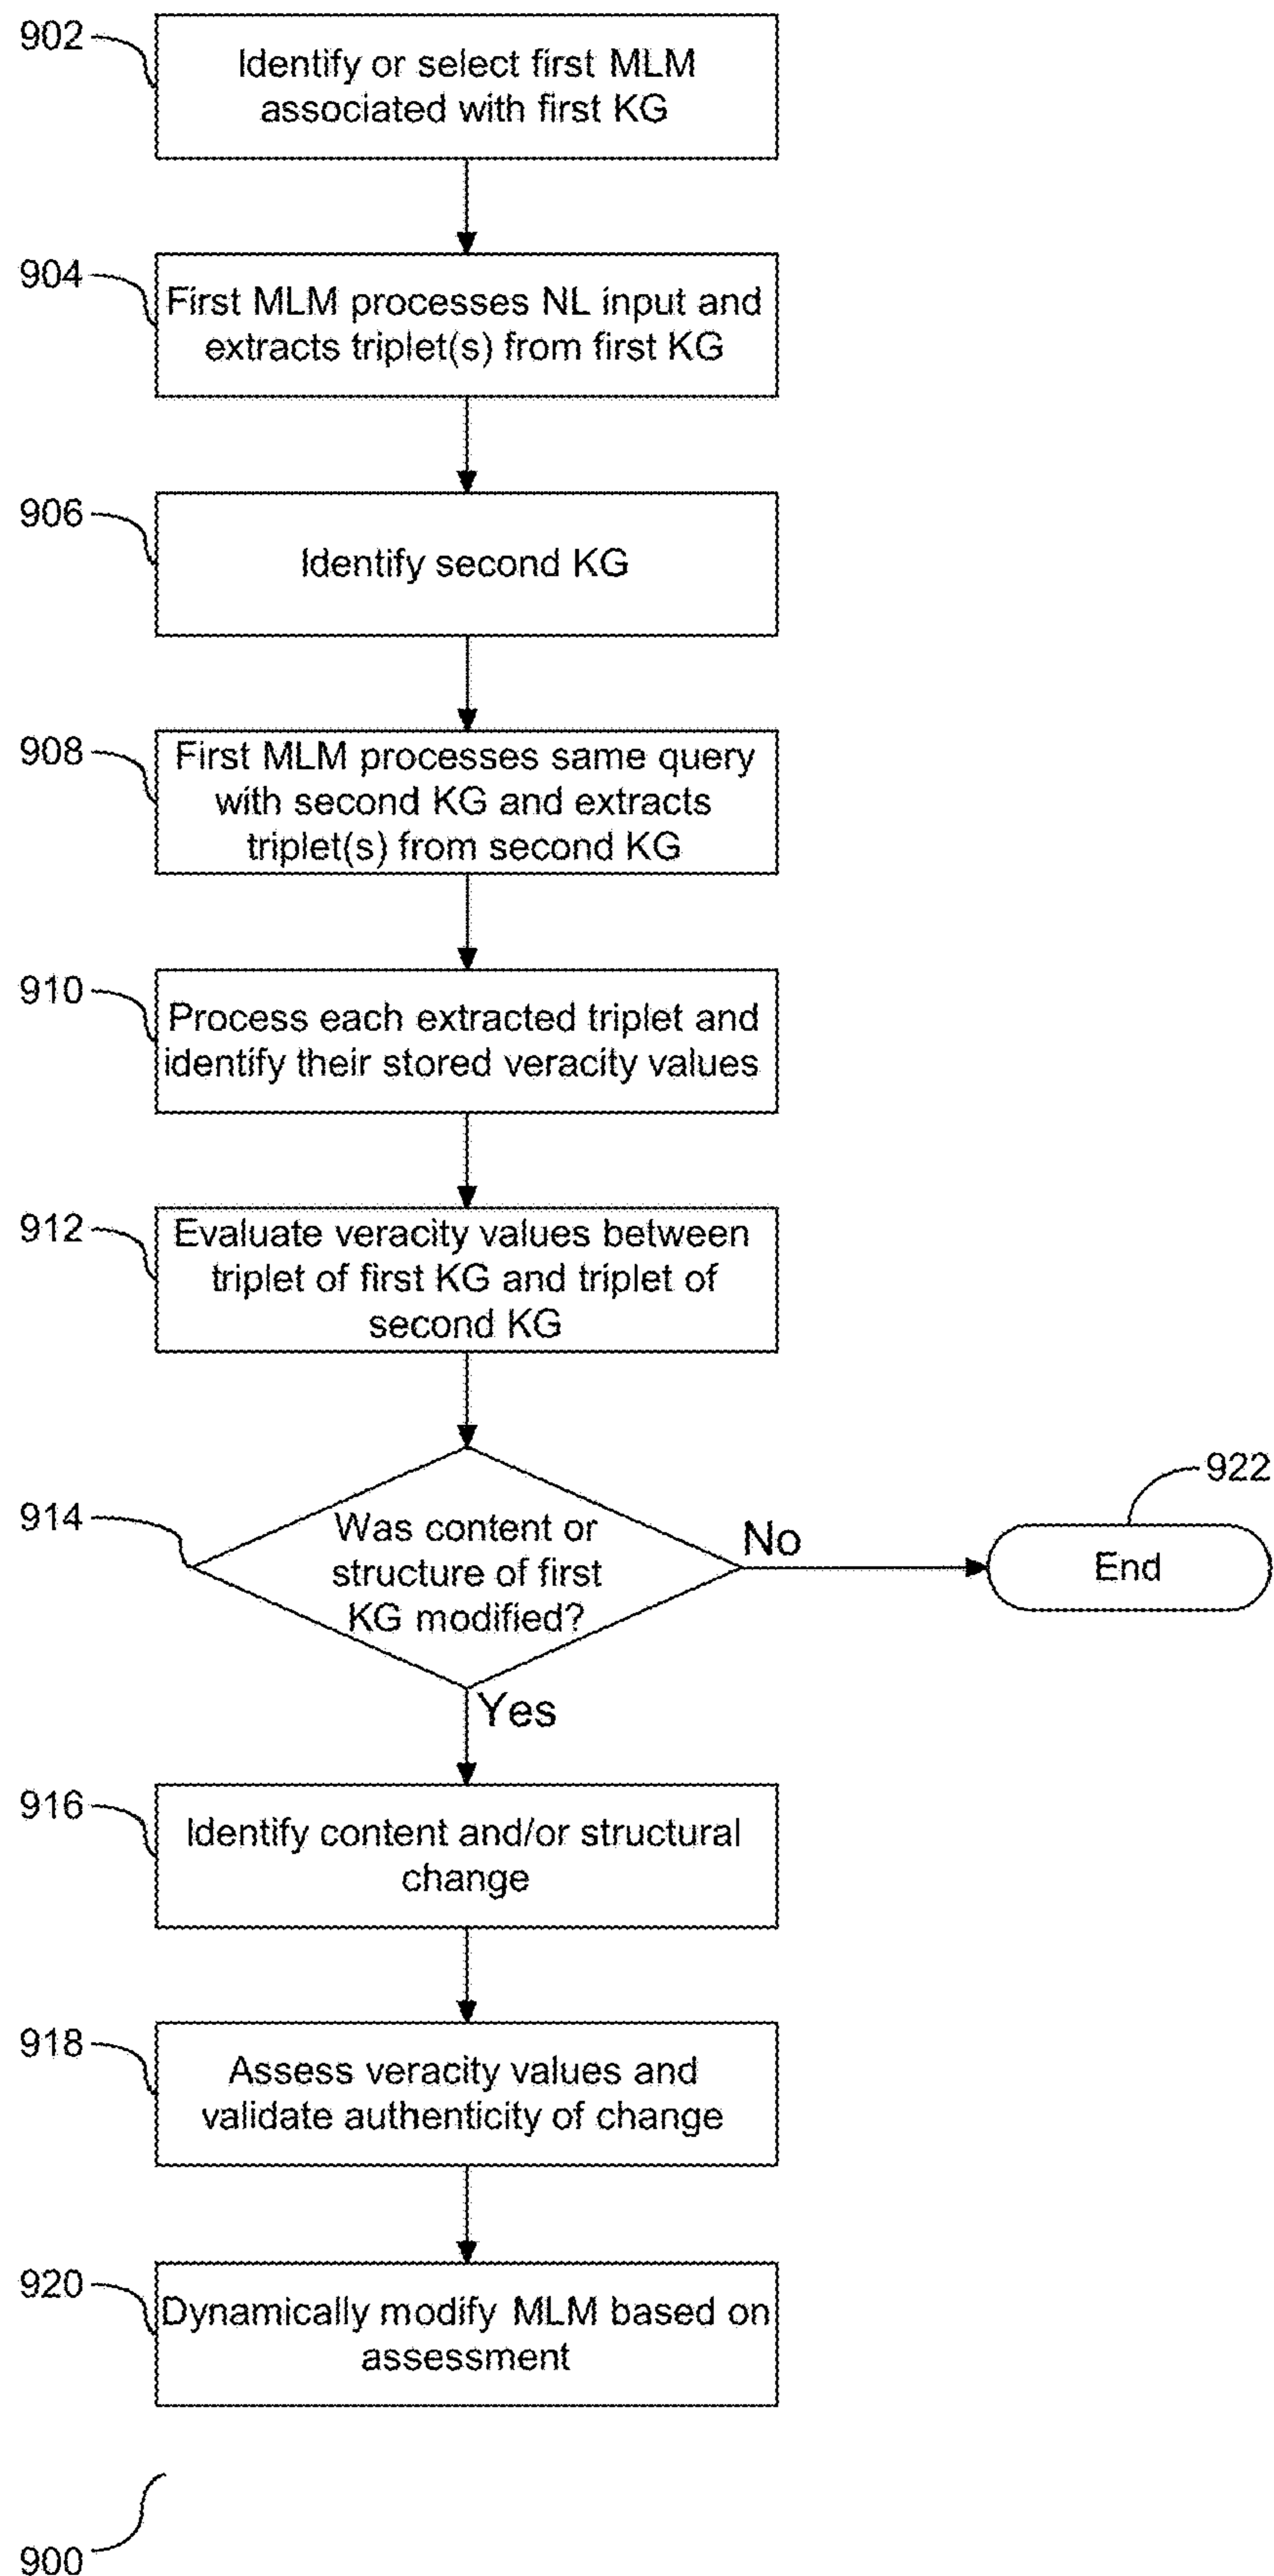 902
Identify or select first MLM
associated with first KG
904
First MLM processes NL input and
extracts triplet(s) from first KG
906
Identify second KG
908
First MLM processes same query
with second KG and extracts
triplet(s) from second KG
910
Process each extracted triplet and
identify their stored veracity values
912
Evaluate veracity values between
triplet of first KG and triplet of
second KG
914
Was content or
structure of first
KG modified?
No
922
End
Yes
916
Identify content and/or structural
change
918
Assess veracity values and
validate authenticity of change
920
Dynamically modify MLM based on
assessment
900